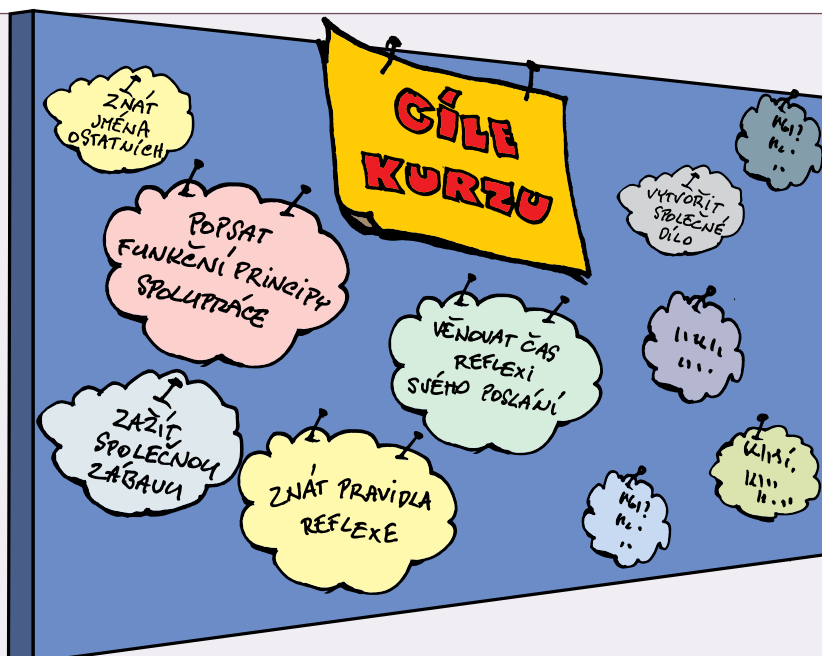 CÍLE
KURZU
ZNÁT
JMÉNA
OSTATNÍCH
POPSAT
FUNKČNÍ PRINCIPY
SPOLUPRÁCE
VYTVOŘIT
SPOLEČNÉ
DÍLO
VĚNOVAT ČAS
REFLEXI
SVÉHO POSLÁNÍ
ZAŽÍT
SPOLEČNOU
ZÁBAVU
ZNÁT PRAVIDLA
REFLEXE